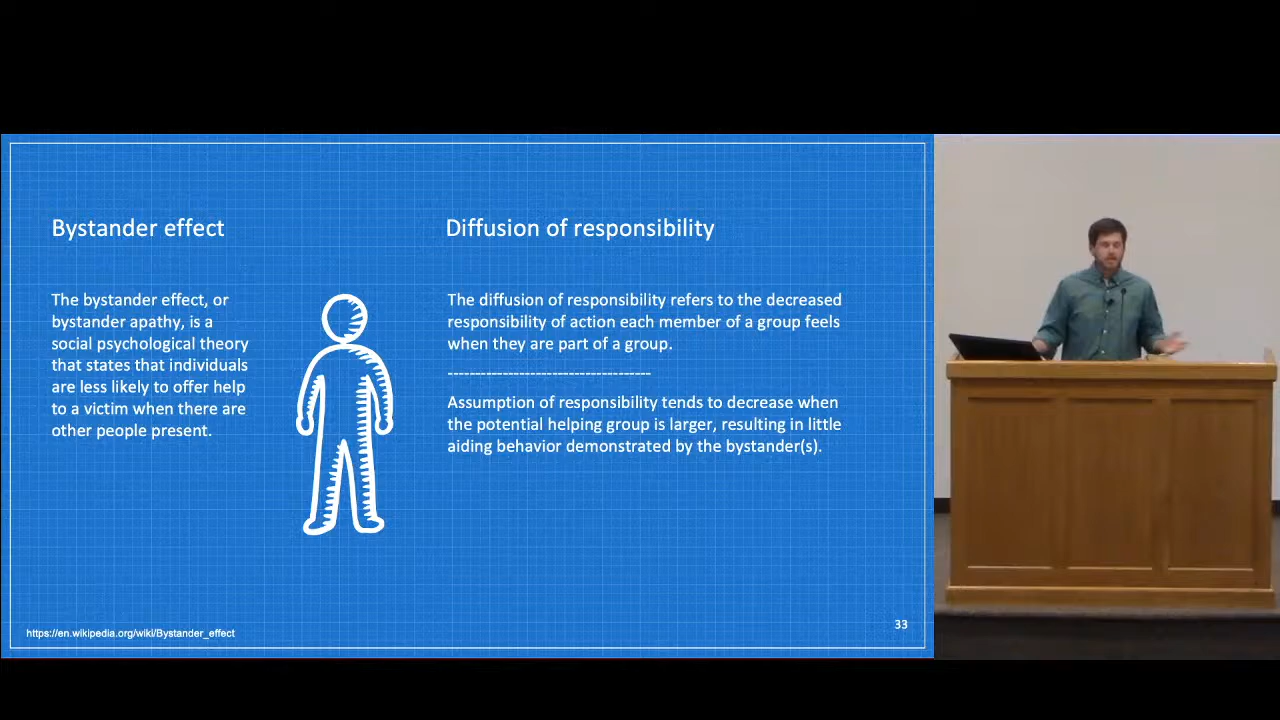 Bystander effect
The bystander effect, or
bystander apathy, is a
social psychological theory
that states that individuals
are less likely to offer help
to a victim when there are
other people present.
Diffusion of responsibility
The diffusion of responsibility refers to the decreased
responsibility of action each member of a group feels
when they are part of a group.
-------------------------------------
Assumption of responsibility tends to decrease when
the potential helping group is larger, resulting in little
aiding behavior demonstrated by the bystander(s).
https://en.wikipedia.org/wiki/Bystander_effect
33